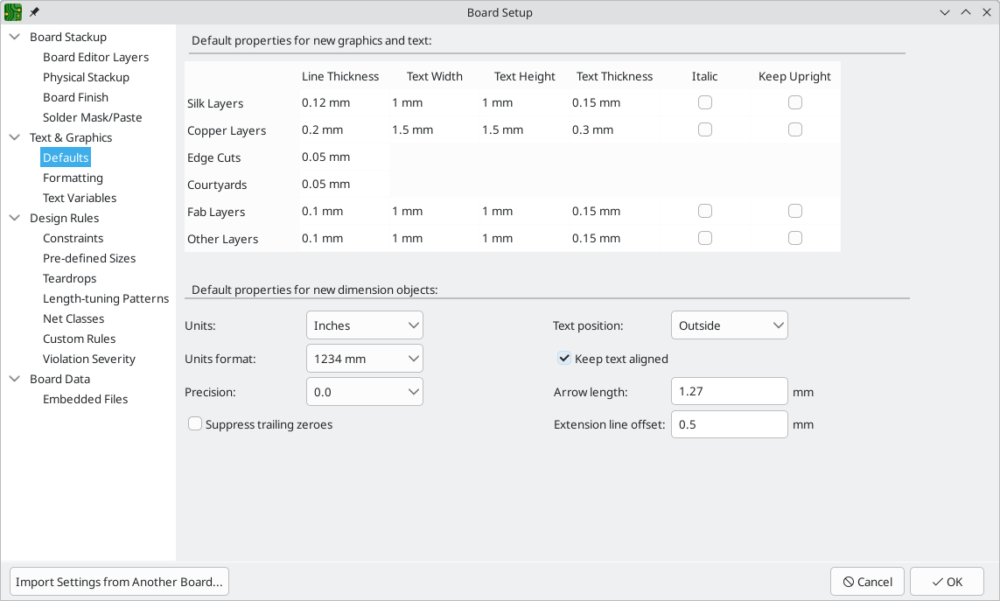 Board Setup
Board Stackup
Board Editor Layers
Physical Stackup
Board Finish
Solder Mask/Paste
Text & Graphics
Defaults
Formatting
Text Variables
Design Rules
Constraints
Pre-defined Sizes
Teardrops
Length-tuning Patterns
Net Classes
Custom Rules
Violation Severity
Board Data
Embedded Files
Default properties for new graphics and text:
Line Thickness Text Width Text Height Text Thickness Italic Keep Upright
Silk Layers 0.12 mm 1 mm 1 mm 0.15 mm
Copper Layers 0.2 mm 1.5 mm 1.5 mm 0.3 mm
Edge Cuts 0.05 mm
Courtyards 0.05 mm
Fab Layers 0.1 mm 1 mm 1 mm 0.15 mm
Other Layers 0.1 mm 1 mm 1 mm 0.15 mm
Default properties for new dimension objects:
Units: Inches Text position: Outside
Units format: 1234 mm Keep text aligned
Precision: 0.0 Arrow length: 1.27 mm
Suppress trailing zeroes Extension line offset: 0.5 mm
Import Settings from Another Board... Cancel OK